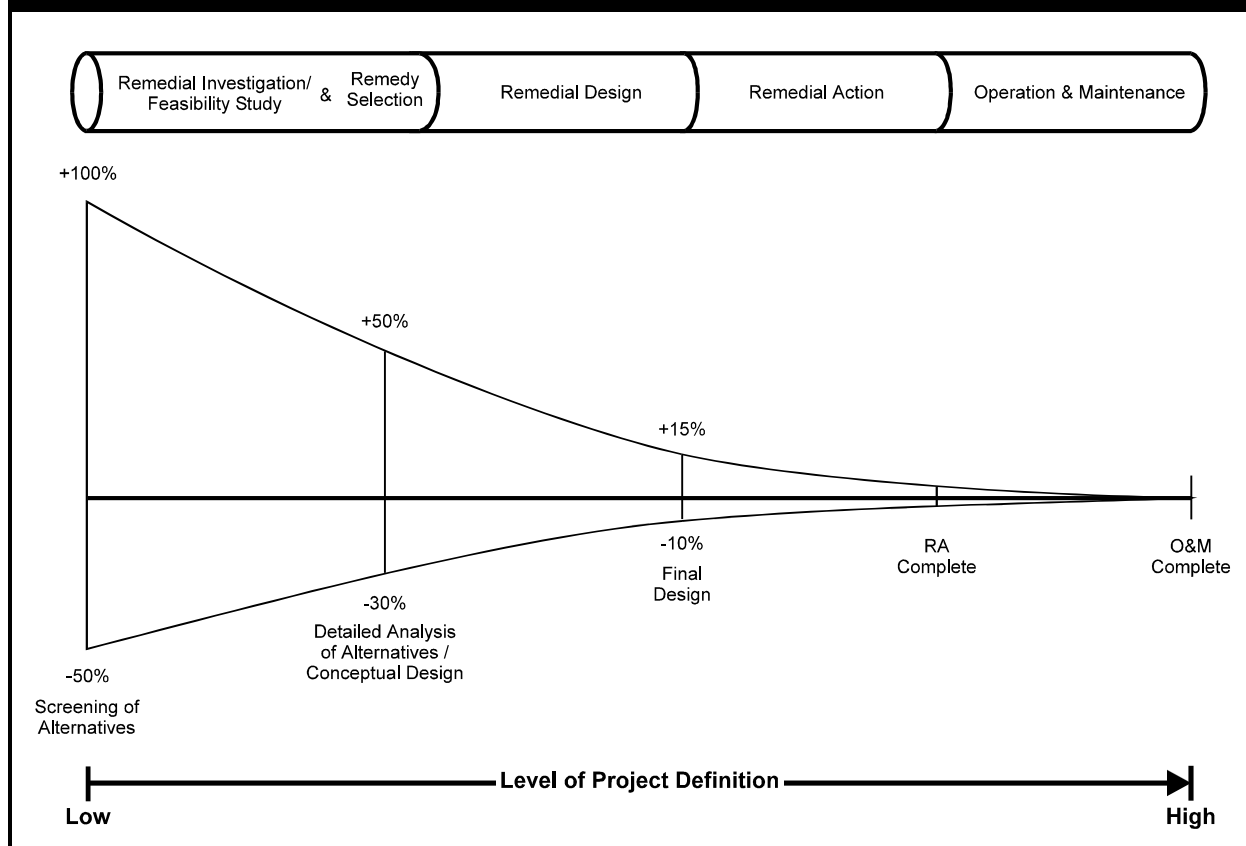 Remedial Investigation/
Feasibility Study
&
Remedy
Selection
Remedial Design
Remedial Action
Operation & Maintenance
+100%
+50%
+15%
-10%
Final
Design
RA
Complete
O&M
Complete
-30%
Detailed Analysis
of Alternatives /
Conceptual Design
-50%
Screening of
Alternatives
Level of Project Definition
Low
High